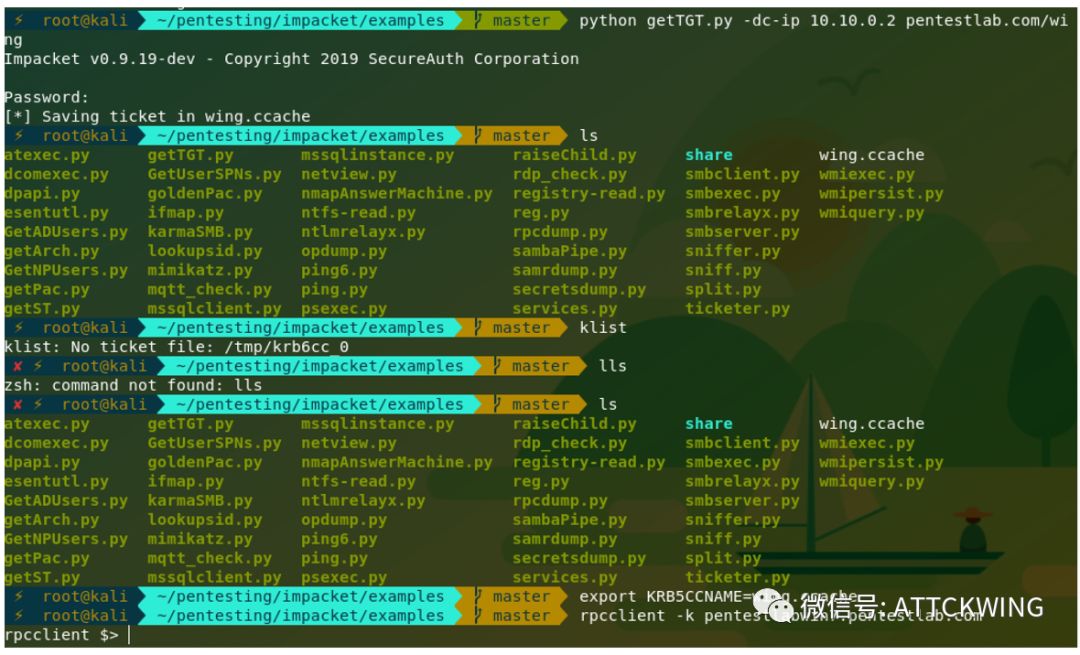 ⚡ root@kali ~/pentesting/impacket/examples master python getTGT.py -dc-ip 10.10.0.2 pentestlab.com/wi
ng
Impacket v0.9.19-dev - Copyright 2019 SecureAuth Corporation
Password:
[*] Saving ticket in wing.ccache
⚡ root@kali ~/pentesting/impacket/examples master ls
atexec.py getTGT.py mssqlinstance.py raiseChild.py share wing.ccache
dcomexec.py GetUserSPNs.py netview.py rdp_check.py smbclient.py wmiexec.py
dpapi.py goldenPac.py nmapAnswerMachine.py registry-read.py smbexec.py wmipersist.py
esentutl.py ifmap.py ntfs-read.py reg.py smbrelayx.py wmiquery.py
GetADUsers.py karmaSMB.py ntlmrelayx.py rpcdump.py smbserver.py
getArch.py lookupsid.py opdump.py sambaPipe.py sniffer.py
GetNPUsers.py mimikatz.py ping6.py samrdump.py sniff.py
getPac.py mqtt_check.py ping.py secretsdump.py split.py
getST.py mssqlclient.py psexec.py services.py ticketer.py
⚡ root@kali ~/pentesting/impacket/examples master klist
klist: No ticket file: /tmp/krb6cc_0
✘ ⚡ root@kali ~/pentesting/impacket/examples master lls
zsh: command not found: lls
✘ ⚡ root@kali ~/pentesting/impacket/examples master ls
atexec.py getTGT.py mssqlinstance.py raiseChild.py share wing.ccache
dcomexec.py GetUserSPNs.py netview.py rdp_check.py smbclient.py wmiexec.py
dpapi.py goldenPac.py nmapAnswerMachine.py registry-read.py smbexec.py wmipersist.py
esentutl.py ifmap.py ntfs-read.py reg.py smbrelayx.py wmiquery.py
GetADUsers.py karmaSMB.py ntlmrelayx.py rpcdump.py smbserver.py
getArch.py lookupsid.py opdump.py sambaPipe.py sniffer.py
GetNPUsers.py mimikatz.py ping6.py samrdump.py sniff.py
getPac.py mqtt_check.py ping.py secretsdump.py split.py
getST.py mssqlclient.py psexec.py services.py ticketer.py
⚡ root@kali ~/pentesting/impacket/examples master export KRB5CCNAME=
微信号: ATTCKWING
⚡ root@kali ~/pentesting/impacket/examples master rpcclient -k
rpcclient $>